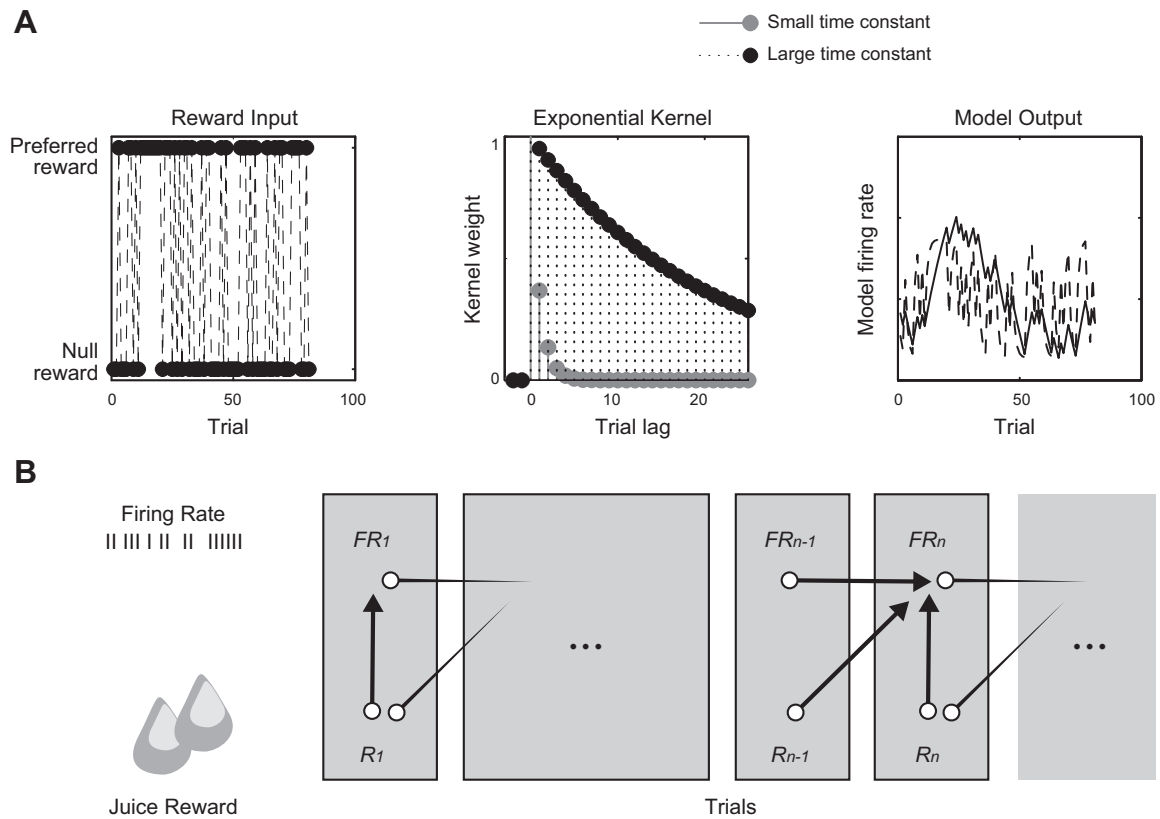 A
Small time constant
Large time constant
Reward Input
Preferred
reward
Null
reward
0
50
100
Trial
Exponential Kernel
Kernel weight
1
0
0
10
20
Trial lag
Model Output
Model firing rate
0
50
100
Trial
B
Firing Rate
Juice Reward
FR1
R1
...
FRn-1
Rn-1
FRn
Rn
...
Trials